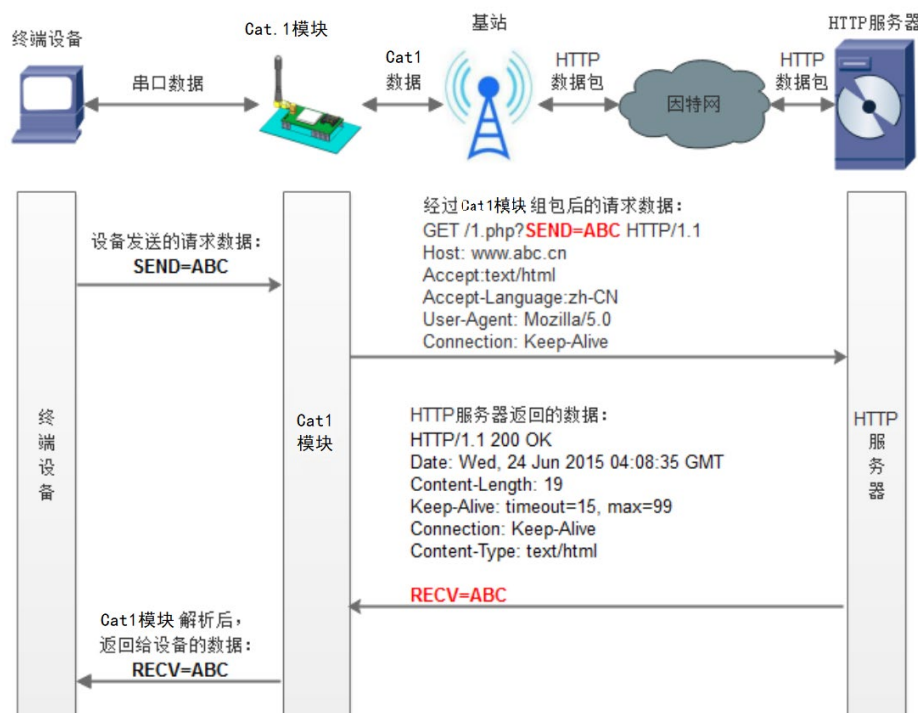 终端设备
Cat.1模块
基站
HTTP服务器
串口数据
Cat1
数据
HTTP
数据包
因特网
HTTP
数据包
设备发送的请求数据：
SEND=ABC
经过Cat1模块组包后的请求数据：
GET /1.php?SEND=ABC HTTP/1.1
Host: www.abc.cn
Accept:text/html
Accept-Language:zh-CN
User-Agent: Mozilla/5.0
Connection: Keep-Alive
终
端
设
备
Cat1
模块
HTTP
服
务
器
HTTP服务器返回的数据：
HTTP/1.1 200 OK
Date: Wed, 24 Jun 2015 04:08:35 GMT
Content-Length: 19
Keep-Alive: timeout=15, max=99
Connection: Keep-Alive
Content-Type: text/html
RECV=ABC
Cat1模块解析后，
返回给设备的数据：
RECV=ABC